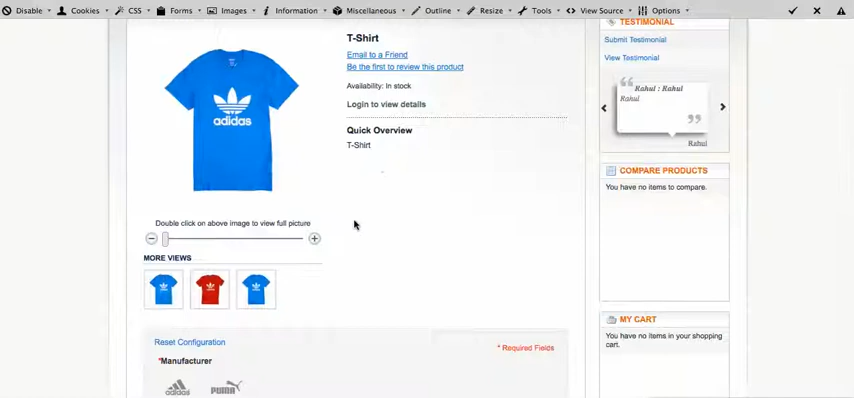 Disable Cookies CSS Forms Images Information Miscellaneous Outline Resize Tools View Source Options
T-Shirt
Email to a Friend
Be the first to review this product
Availability: In stock
Login to view details
Quick Overview
T-Shirt
adidas
Double click on above image to view full picture
MORE VIEWS
Reset Configuration
* Required Fields
*Manufacturer
adidas
PUMA
TESTIMONIAL
Submit Testimonial
View Testimonial
Rahul : Rahul
Rahul
Rahul
COMPARE PRODUCTS
You have no items to compare.
MY CART
You have no items in your shopping
cart.